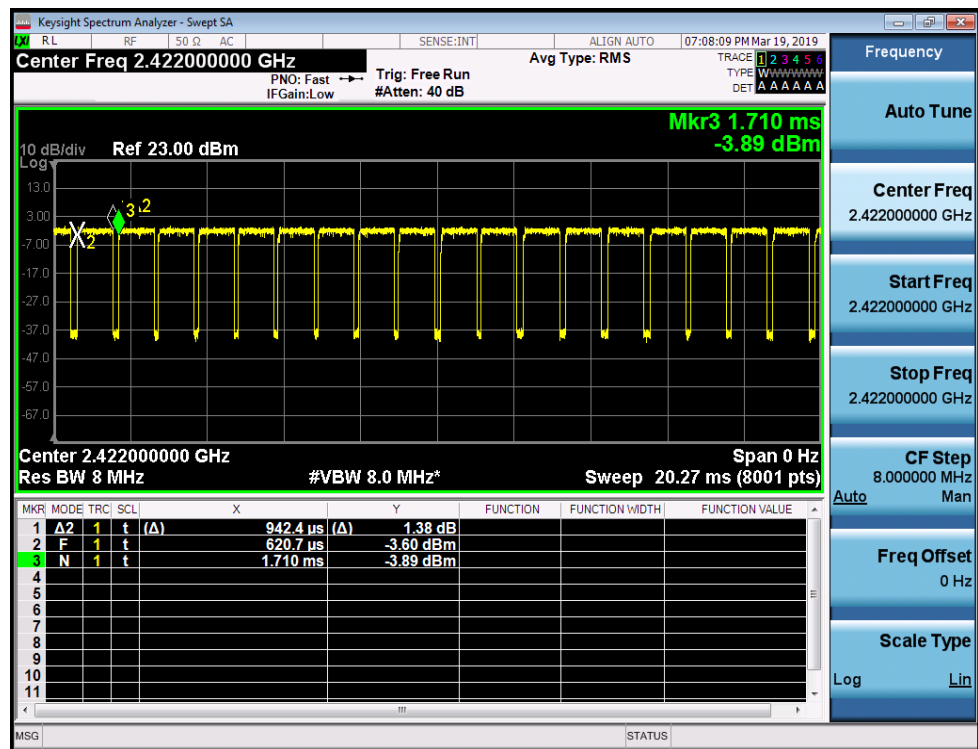 Keysight Spectrum Analyzer - Swept SA
LXI RL RF 50 Ω AC SENSE:INT ALIGN AUTO 07:08:09 PM Mar 19, 2019
Center Freq 2.422000000 GHz
PNO: Fast
IFGain:Low
Trig: Free Run
#Atten: 40 dB
Avg Type: RMS
TRACE 1 2 3 4 5 6
TYPE WWWWWW
DET A A A A A A
Mkr3 1.710 ms
-3.89 dBm
10 dB/div Ref 23.00 dBm
Log
13.0
3.00
-7.00
-17.0
-27.0
-37.0
-47.0
-57.0
-67.0
X2
3
Δ2
Center 2.422000000 GHz Span 0 Hz
Res BW 8 MHz #VBW 8.0 MHz* Sweep 20.27 ms (8001 pts)
MKR MODE TRC SCL X Y FUNCTION FUNCTION WIDTH FUNCTION VALUE
1 Δ2 1 t (Δ) 942.4 µs (Δ) 1.38 dB
2 F 1 t 620.7 µs -3.60 dBm
3 N 1 t 1.710 ms -3.89 dBm
4
5
6
7
8
9
10
11
MSG STATUS
Frequency
Auto Tune
Center Freq
2.422000000 GHz
Start Freq
2.422000000 GHz
Stop Freq
2.422000000 GHz
CF Step
8.000000 MHz
Auto Man
Freq Offset
0 Hz
Scale Type
Log Lin